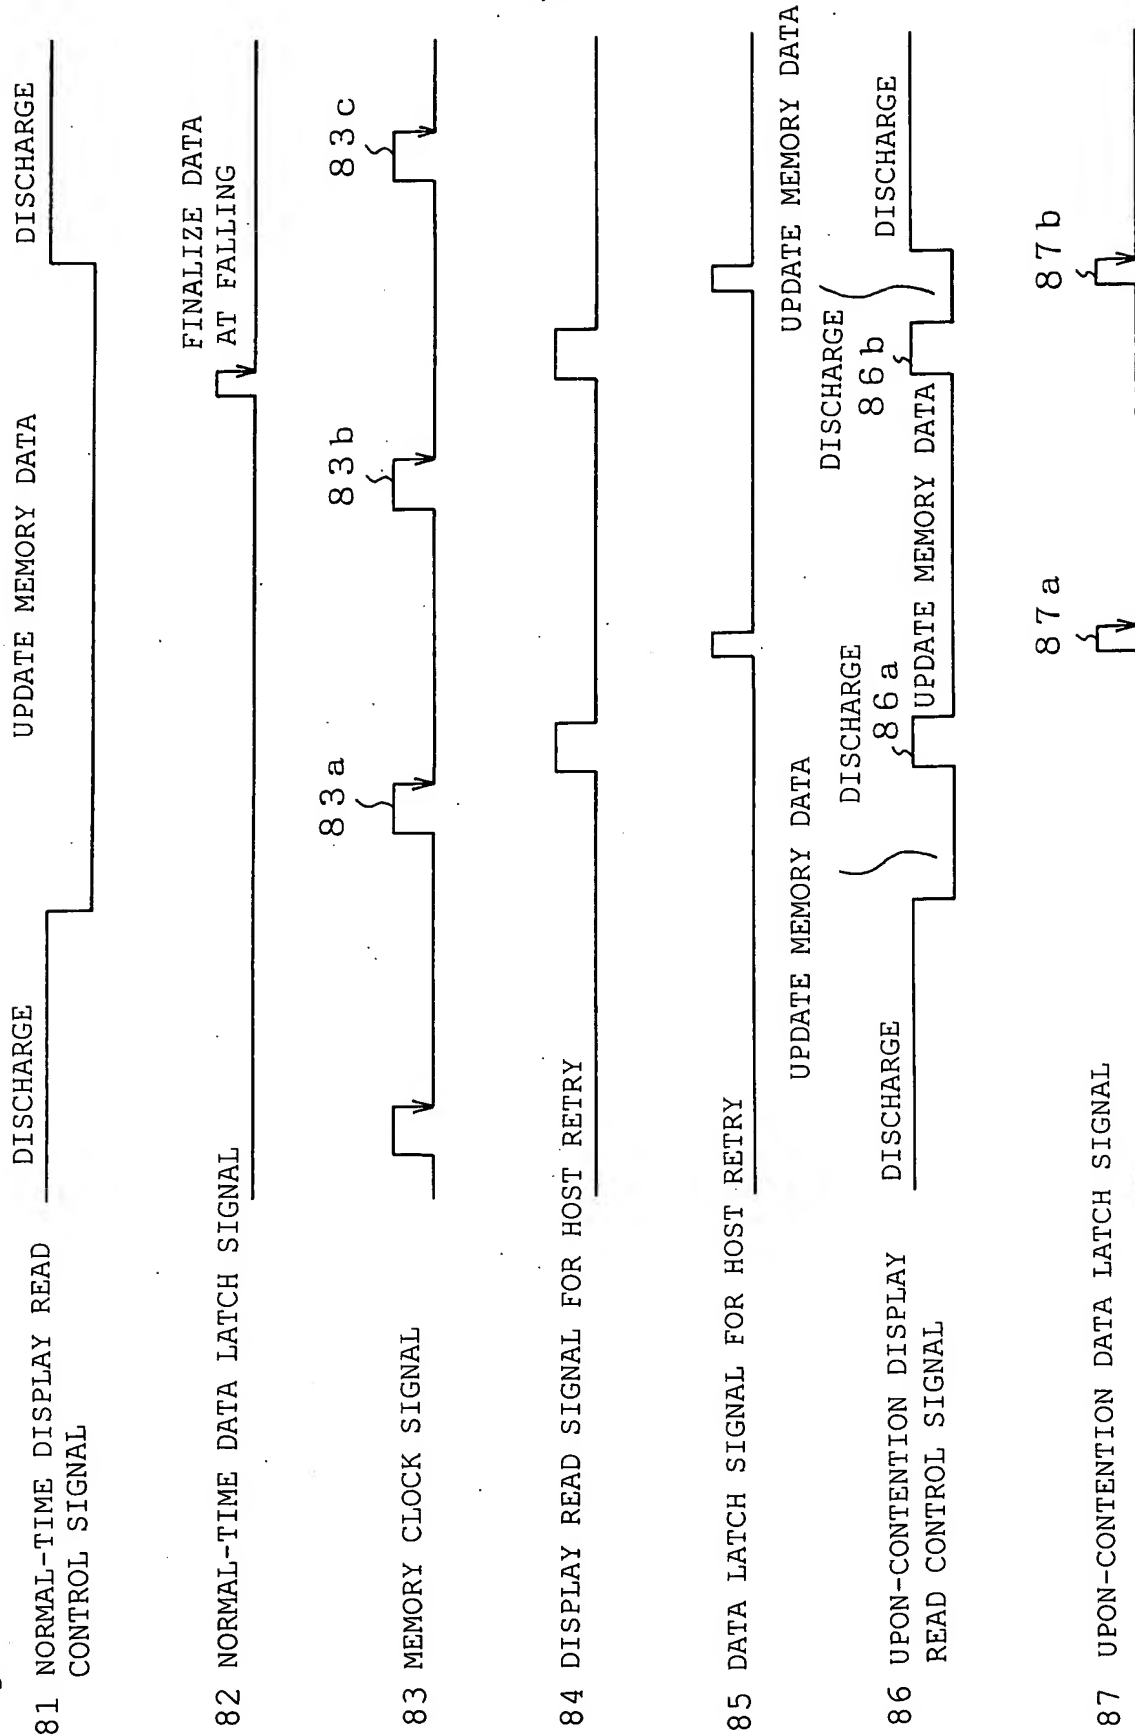 81 NORMAL-TIME DISPLAY READ
CONTROL SIGNAL
DISCHARGE
UPDATE MEMORY DATA
DISCHARGE
82 NORMAL-TIME DATA LATCH SIGNAL
FINALIZE DATA
AT FALLING
83 MEMORY CLOCK SIGNAL
83a
83b
83c
84 DISPLAY READ SIGNAL FOR HOST RETRY
85 DATA LATCH SIGNAL FOR HOST RETRY
86 UPON-CONTENTION DISPLAY
READ CONTROL SIGNAL
DISCHARGE
UPDATE MEMORY DATA
DISCHARGE
86a
UPDATE MEMORY DATA
DISCHARGE
86b
UPDATE MEMORY DATA
DISCHARGE
87 UPON-CONTENTION DATA LATCH SIGNAL
87a
87b